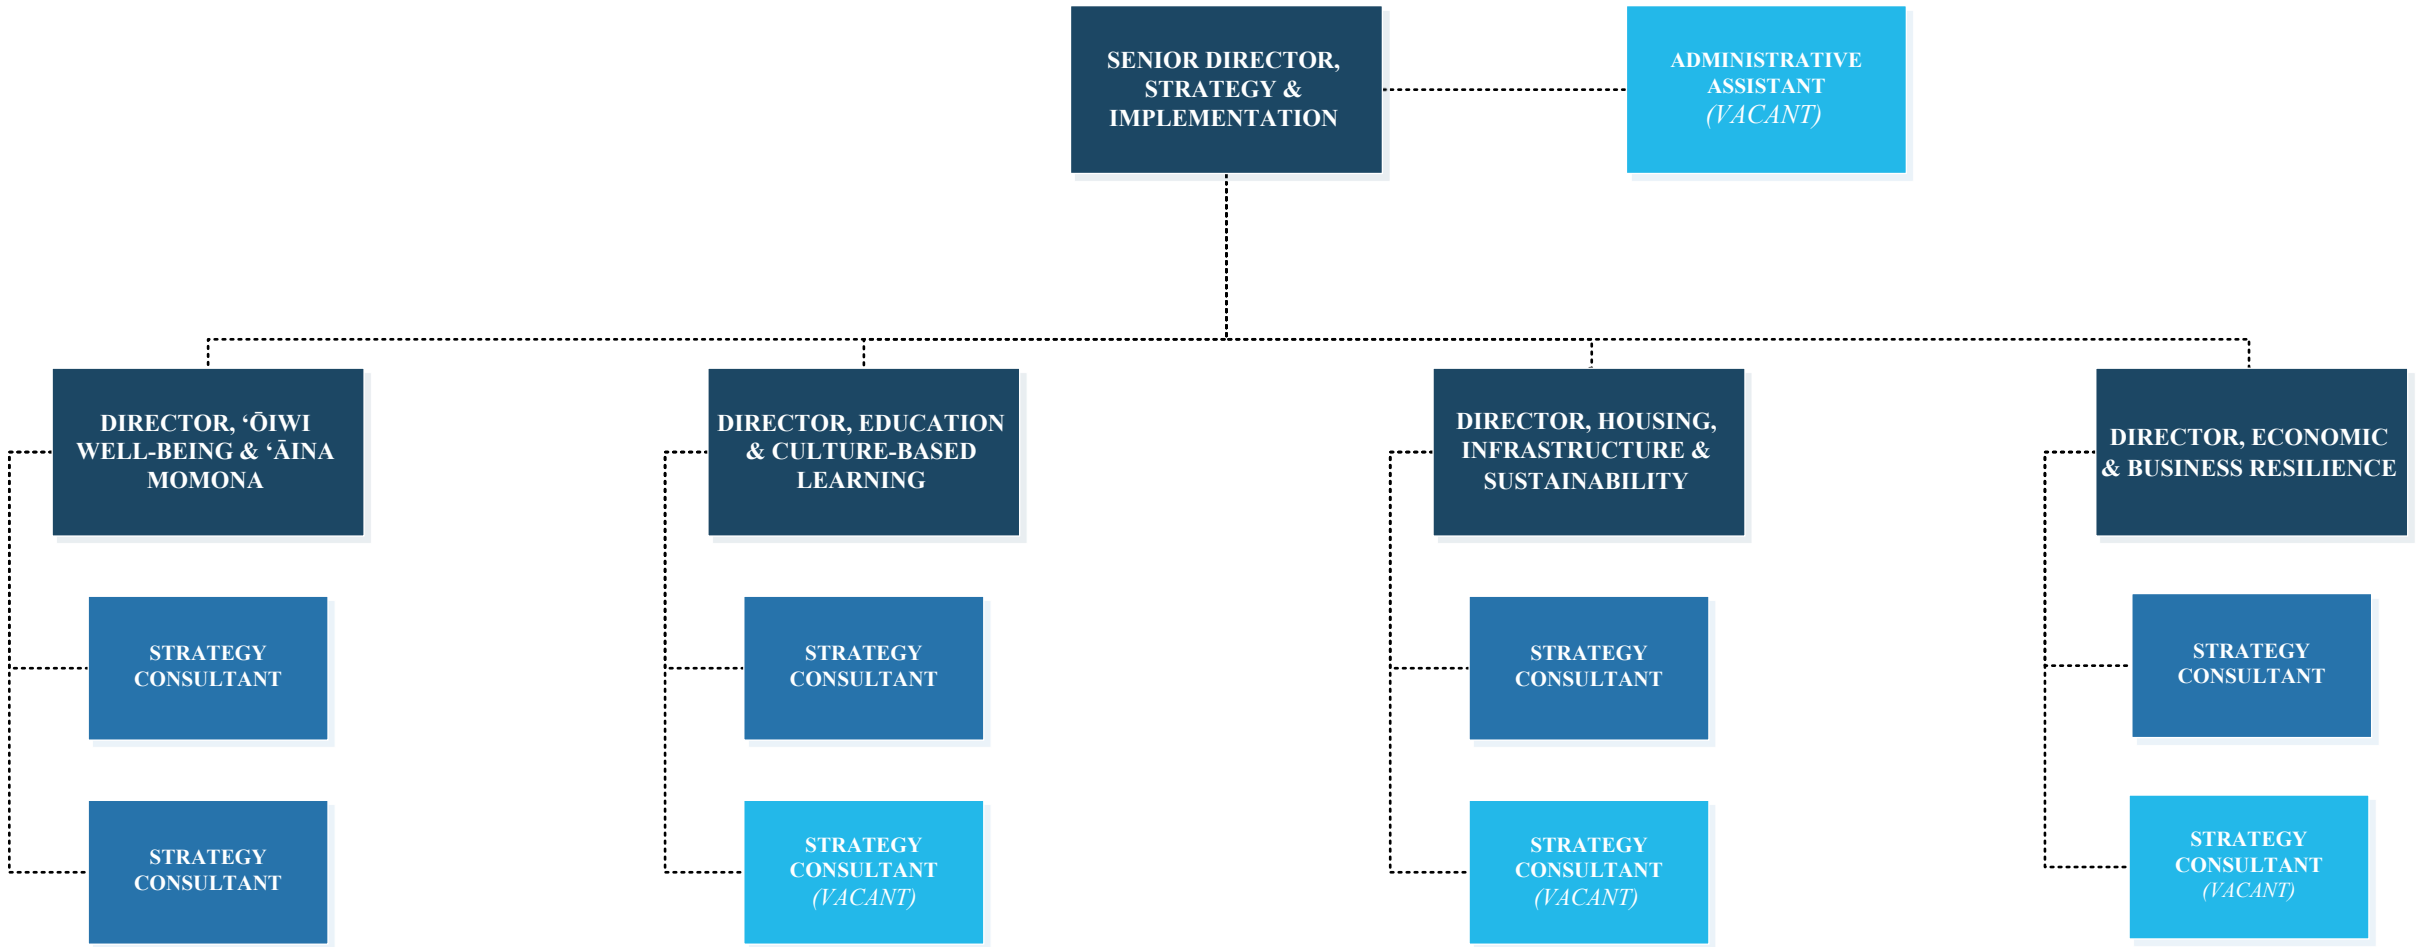 SENIOR DIRECTOR,
STRATEGY &
IMPLEMENTATION
ADMINISTRATIVE
ASSISTANT
(VACANT)
DIRECTOR, ʻŌIWI
WELL-BEING & ʻĀINA
MOMONA
DIRECTOR, EDUCATION
& CULTURE-BASED
LEARNING
DIRECTOR, HOUSING,
INFRASTRUCTURE &
SUSTAINABILITY
DIRECTOR, ECONOMIC
& BUSINESS RESILIENCE
STRATEGY
CONSULTANT
STRATEGY
CONSULTANT
STRATEGY
CONSULTANT
STRATEGY
CONSULTANT
STRATEGY
CONSULTANT
STRATEGY
CONSULTANT
(VACANT)
STRATEGY
CONSULTANT
(VACANT)
STRATEGY
CONSULTANT
(VACANT)